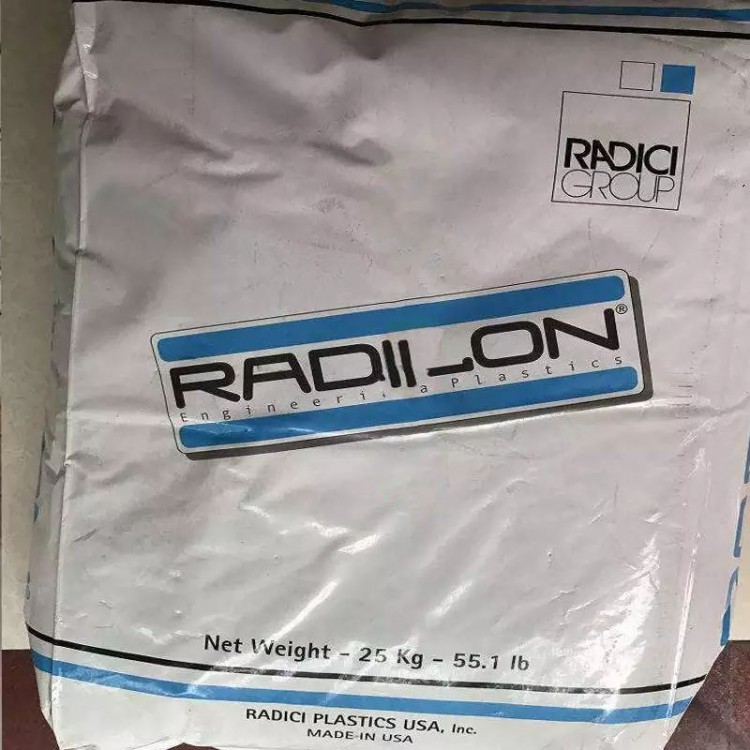 RADICI
GROUP
RADILON®
Engineering Plastics
Net Weight - 25 Kg - 55.1 lb
RADICI PLASTICS USA, Inc.
MADE-IN USA